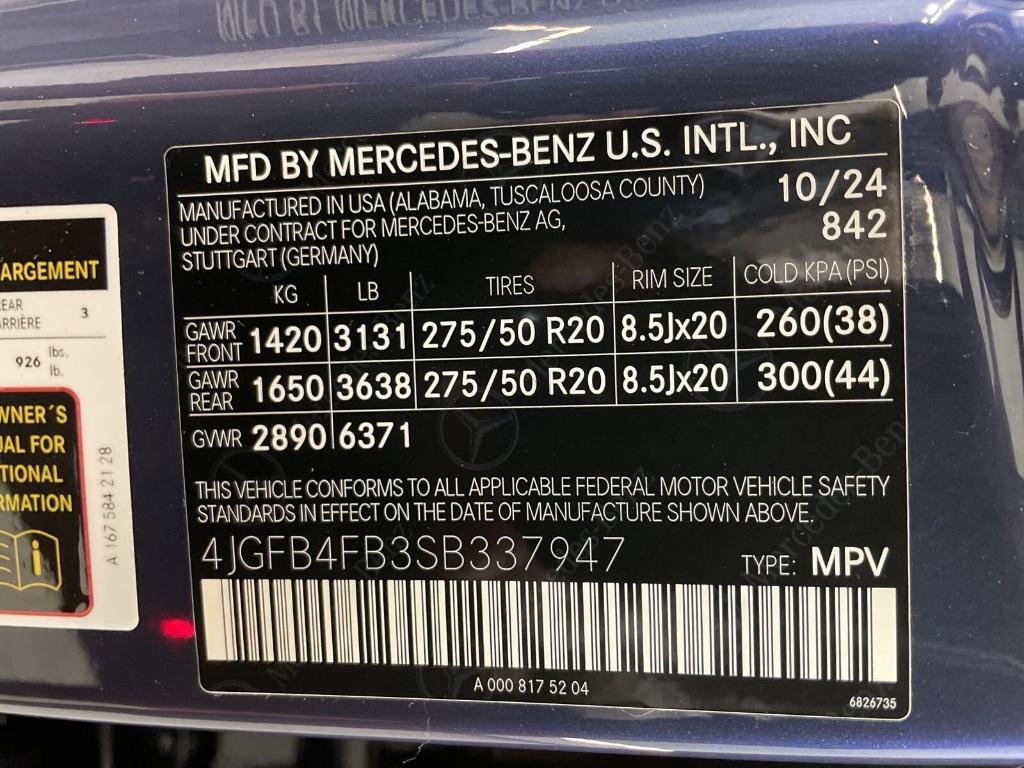 MFD BY MERCEDES-BENZ U.S. INTL., INC
MANUFACTURED IN USA (ALABAMA, TUSCALOOSA COUNTY) 10/24
UNDER CONTRACT FOR MERCEDES-BENZ AG, 842
STUTTGART (GERMANY)
KG LB TIRES RIM SIZE COLD KPA (PSI)
GAWR FRONT 1420 3131 275/50 R20 8.5Jx20 260(38)
GAWR REAR 1650 3638 275/50 R20 8.5Jx20 300(44)
GVWR 2890 6371
THIS VEHICLE CONFORMS TO ALL APPLICABLE FEDERAL MOTOR VEHICLE SAFETY
STANDARDS IN EFFECT ON THE DATE OF MANUFACTURE SHOWN ABOVE.
4JGFB4FB3SB337947 TYPE: MPV
A 000 817 52 04
6826735
ARGEMENT
EAR
ARRIÈRE 3
926 lbs.
lb.
WNER´S
UAL FOR
TIONAL
RMATION
A 167 584 21 28